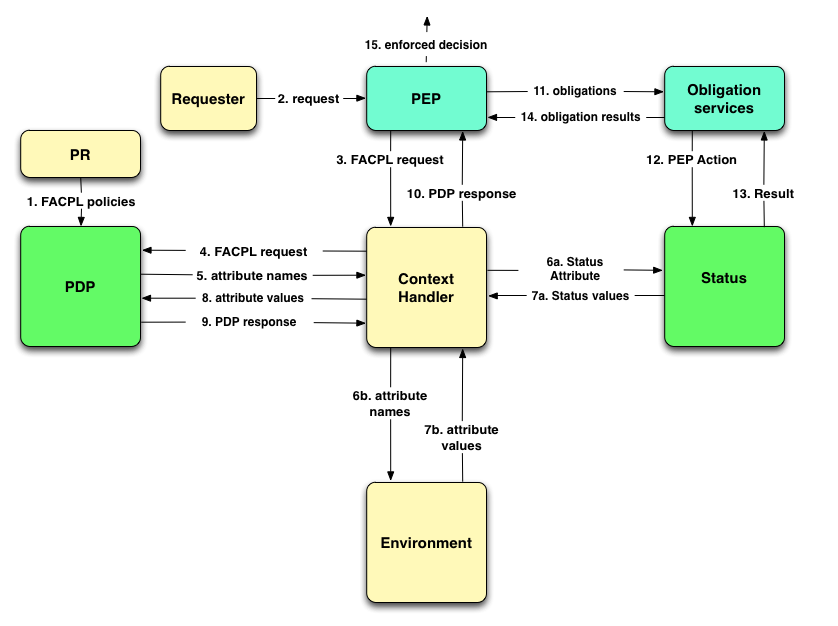 15. enforced decision
Requester
2. request
PEP
11. obligations
14. obligation results
Obligation
services
PR
3. FACPL request
12. PEP Action
10. PDP response
13. Result
1. FACPL policies
PDP
4. FACPL request
5. attribute names
8. attribute values
9. PDP response
Context
Handler
6a. Status
Attribute
7a. Status values
Status
6b. attribute
names
7b. attribute
values
Environment